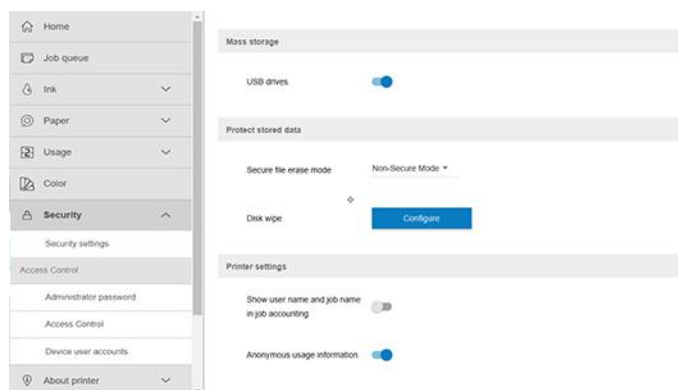 Home
Job queue
Ink
Paper
Usage
Color
Security
Security settings
Access Control
Administrator password
Access Control
Device user accounts
About printer
Mass storage
USB drives
Protect stored data
Secure file erase mode
Non-Secure Mode
Disk wipe
Configure
Printer settings
Show user name and job name
in job accounting
Anonymous usage information